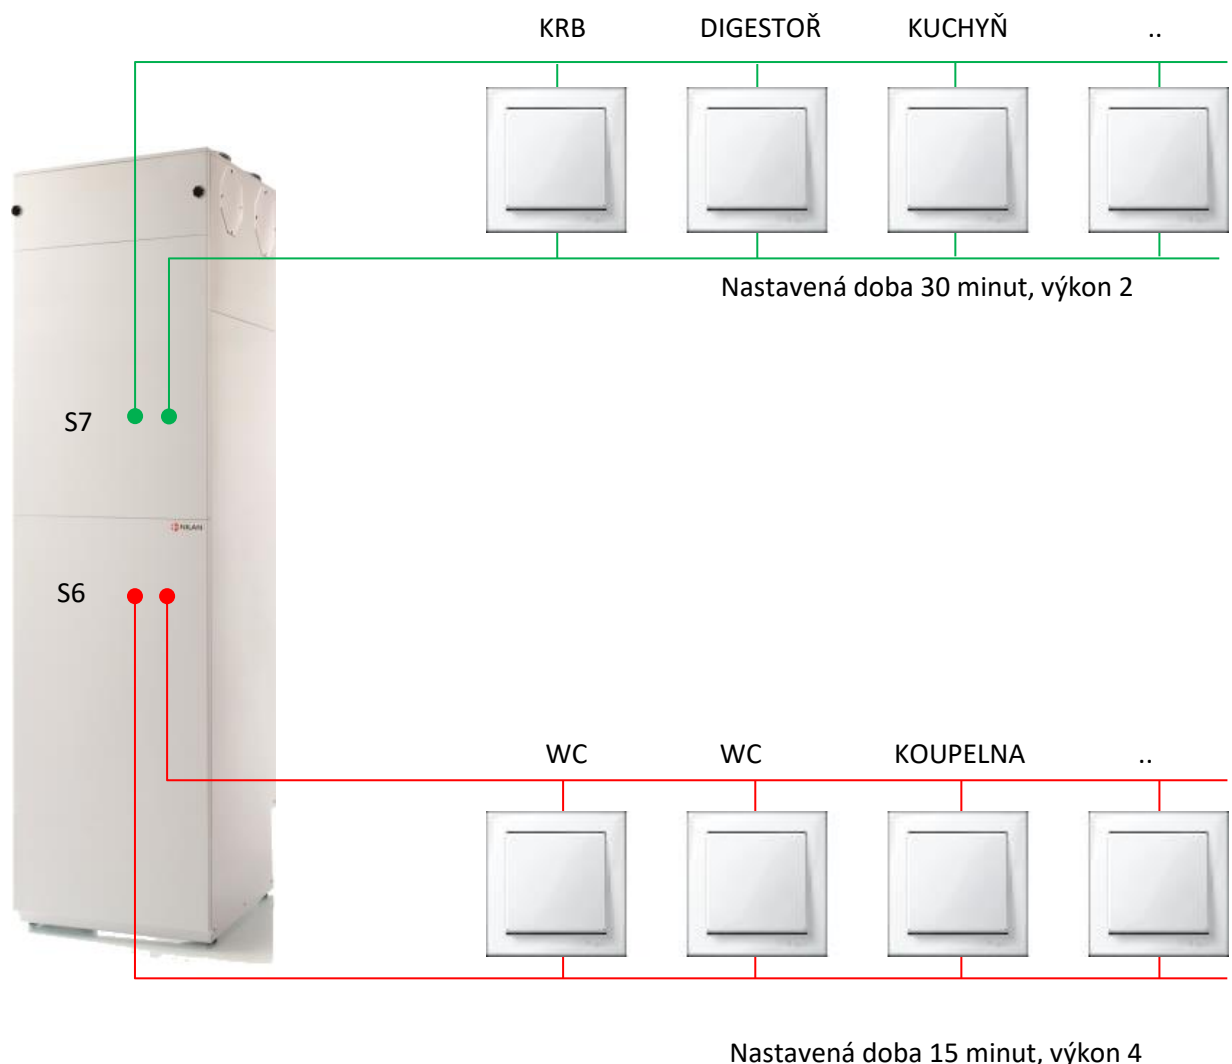 KRB DIGESTOŘ KUCHYŇ ..
Nastavená doba 30 minut, výkon 2
S7
NILAN
S6
WC WC KOUPELNA ..
Nastavená doba 15 minut, výkon 4